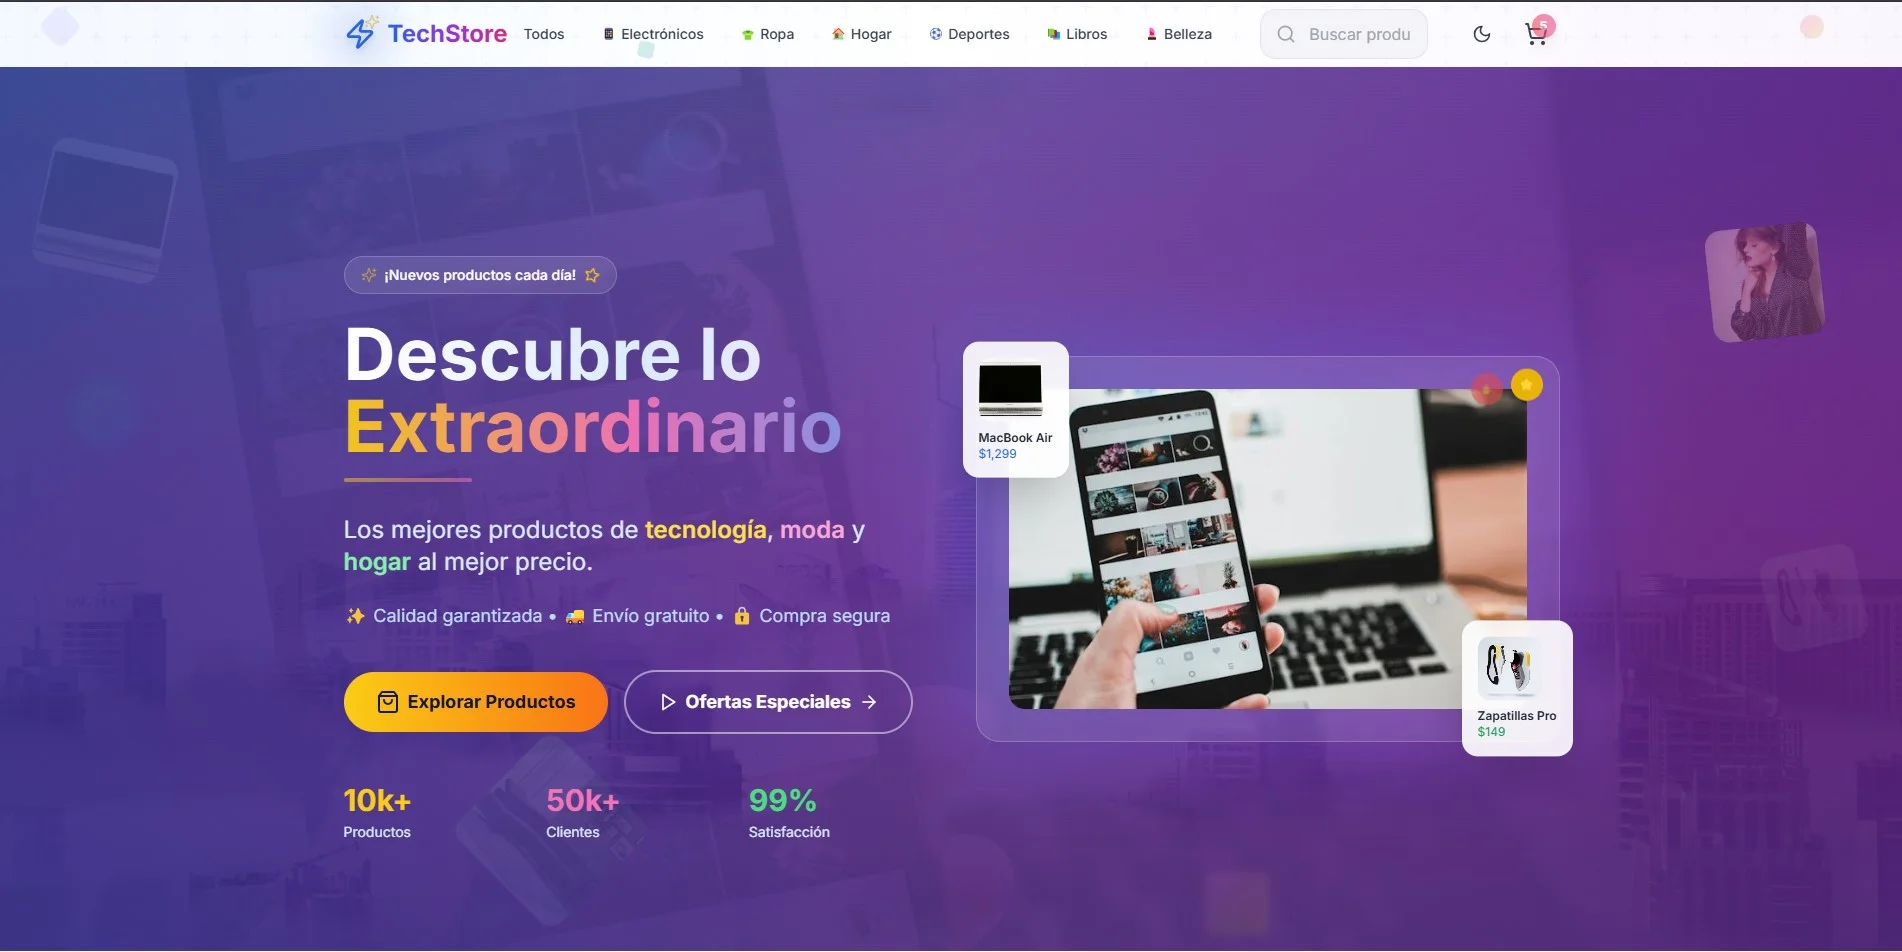 TechStore
Todos
Electrónicos
Ropa
Hogar
Deportes
Libros
Belleza
Buscar produ
5
¡Nuevos productos cada día!
Descubre lo
Extraordinario
Los mejores productos de tecnología, moda y
hogar al mejor precio.
✨ Calidad garantizada • 🚚 Envío gratuito • 🔒 Compra segura
Explorar Productos
Ofertas Especiales
10k+
Productos
50k+
Clientes
99%
Satisfacción
MacBook Air
$1,299
Zapatillas Pro
$149